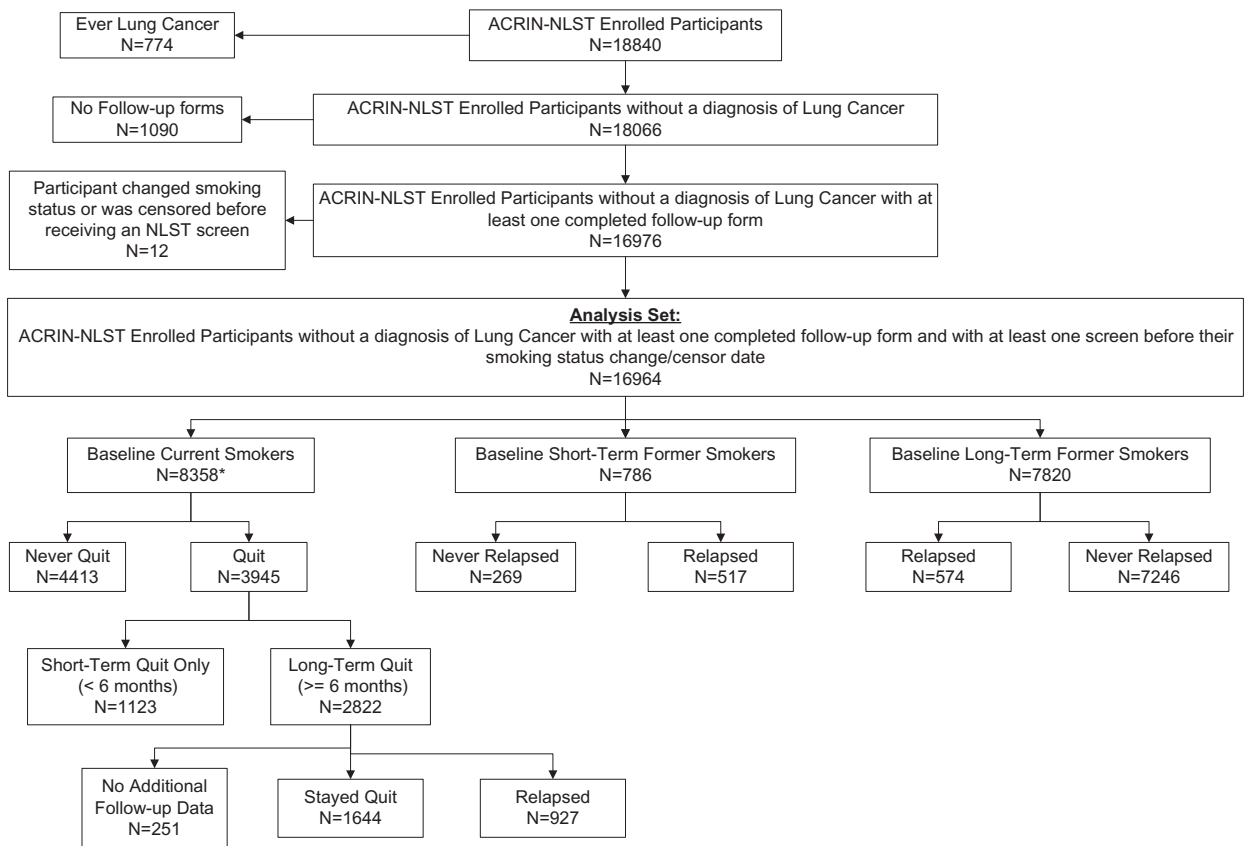 Ever Lung Cancer
N=774
ACRIN-NLST Enrolled Participants
N=18840
No Follow-up forms
N=1090
ACRIN-NLST Enrolled Participants without a diagnosis of Lung Cancer
N=18066
Participant changed smoking
status or was censored before
receiving an NLST screen
N=12
ACRIN-NLST Enrolled Participants without a diagnosis of Lung Cancer with at
least one completed follow-up form
N=16976
Analysis Set:
ACRIN-NLST Enrolled Participants without a diagnosis of Lung Cancer with at least one completed follow-up form and with at least one screen before their
smoking status change/censor date
N=16964
Baseline Current Smokers
N=8358*
Baseline Short-Term Former Smokers
N=786
Baseline Long-Term Former Smokers
N=7820
Never Quit
N=4413
Quit
N=3945
Never Relapsed
N=269
Relapsed
N=517
Relapsed
N=574
Never Relapsed
N=7246
Short-Term Quit Only
(< 6 months)
N=1123
Long-Term Quit
(>= 6 months)
N=2822
No Additional
Follow-up Data
N=251
Stayed Quit
N=1644
Relapsed
N=927